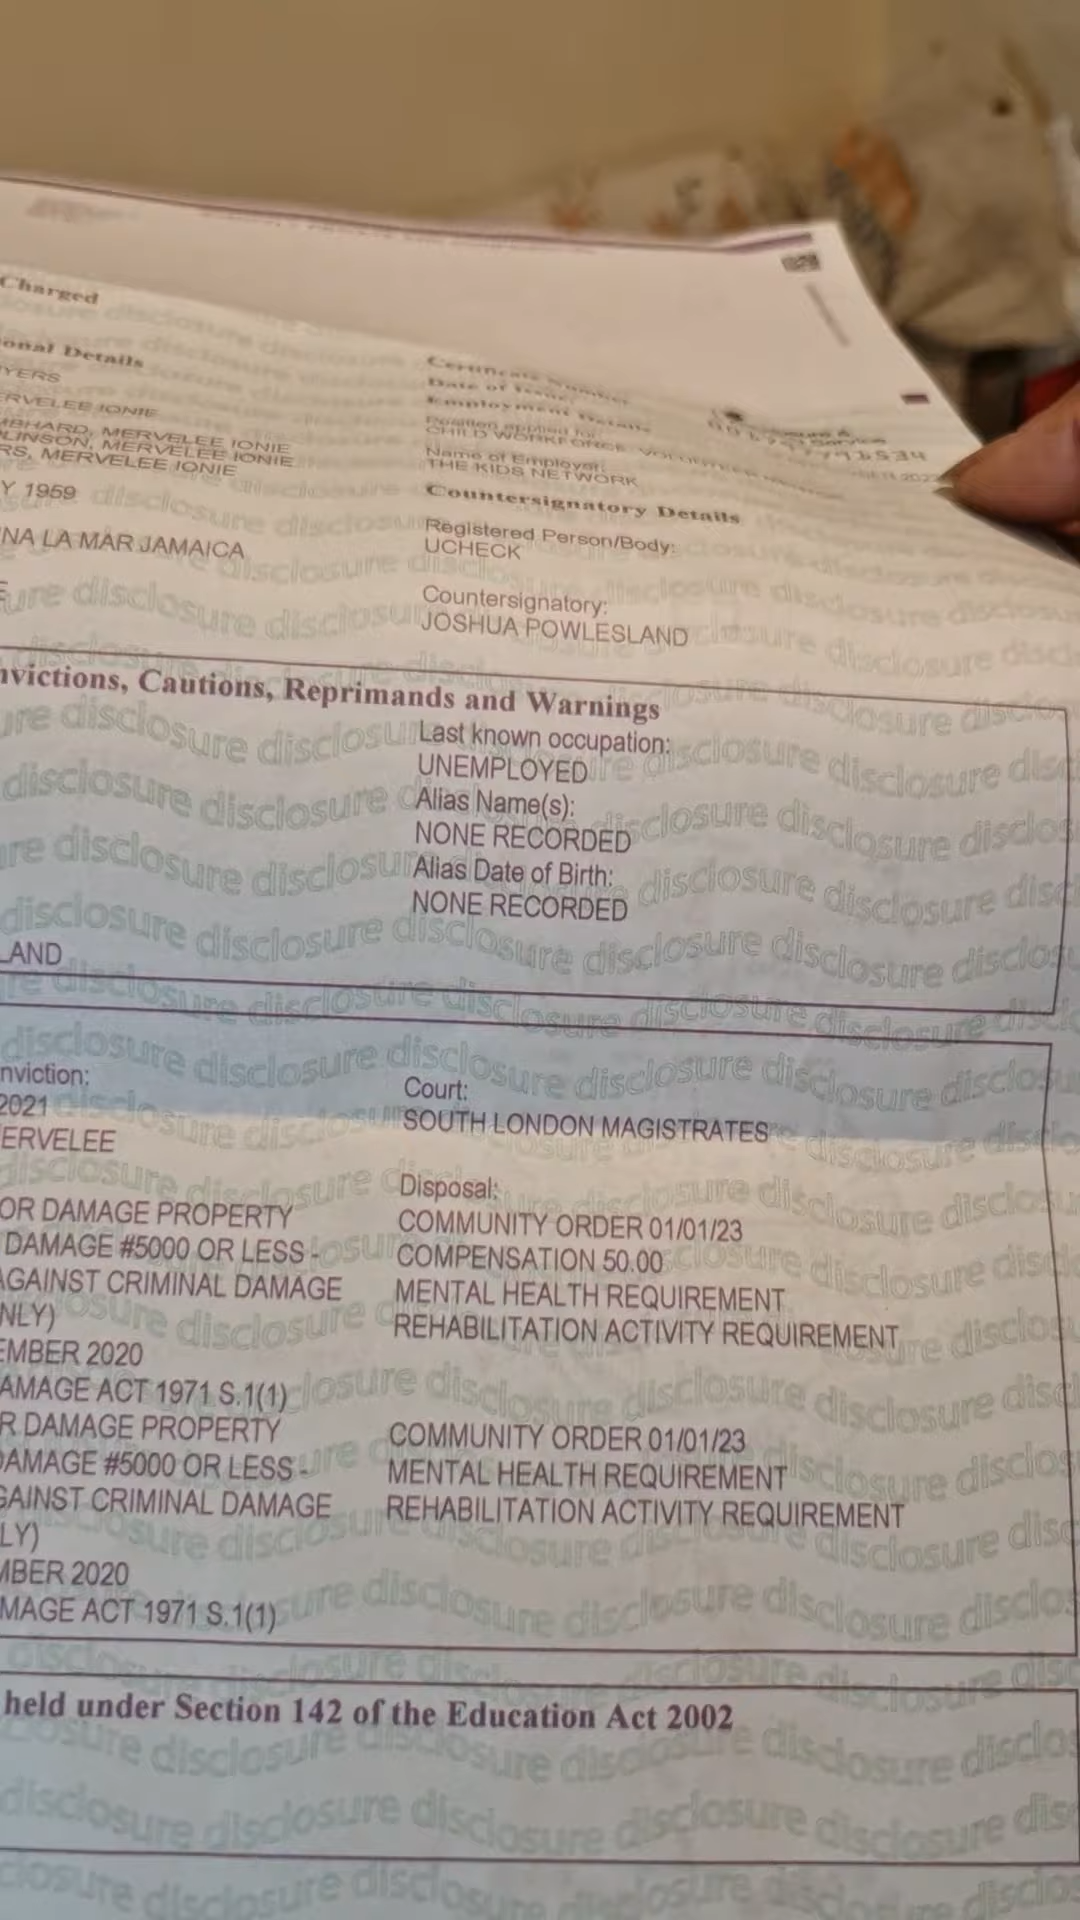 Charged
onal Details
YERS
ERVELEE IONIE
MBHARD, MERVELEE IONIE
LINSON, MERVELEE IONIE
RS, MERVELEE IONIE
Y 1959
NA LA MAR JAMAICA
E
Certificate Number
Date of Issue:
Employment Details
Position applied for:
CHILD WORKFORCE VOLUNTEER
Name of Employer:
THE KIDS NETWORK
Countersignatory Details
Registered Person/Body:
UCHECK
Countersignatory:
JOSHUA POWLESLAND
nvictions, Cautions, Reprimands and Warnings
Last known occupation:
UNEMPLOYED
Alias Name(s):
NONE RECORDED
Alias Date of Birth:
NONE RECORDED
LAND
nviction:
2021
ERVELEE
Court:
SOUTH LONDON MAGISTRATES
Disposal:
OR DAMAGE PROPERTY
DAMAGE #5000 OR LESS -
AGAINST CRIMINAL DAMAGE
NLY)
EMBER 2020
AMAGE ACT 1971 S.1(1)
COMMUNITY ORDER 01/01/23
COMPENSATION 50.00
MENTAL HEALTH REQUIREMENT
REHABILITATION ACTIVITY REQUIREMENT
R DAMAGE PROPERTY
DAMAGE #5000 OR LESS -
GAINST CRIMINAL DAMAGE
LY)
MBER 2020
MAGE ACT 1971 S.1(1)
COMMUNITY ORDER 01/01/23
MENTAL HEALTH REQUIREMENT
REHABILITATION ACTIVITY REQUIREMENT
held under Section 142 of the Education Act 2002